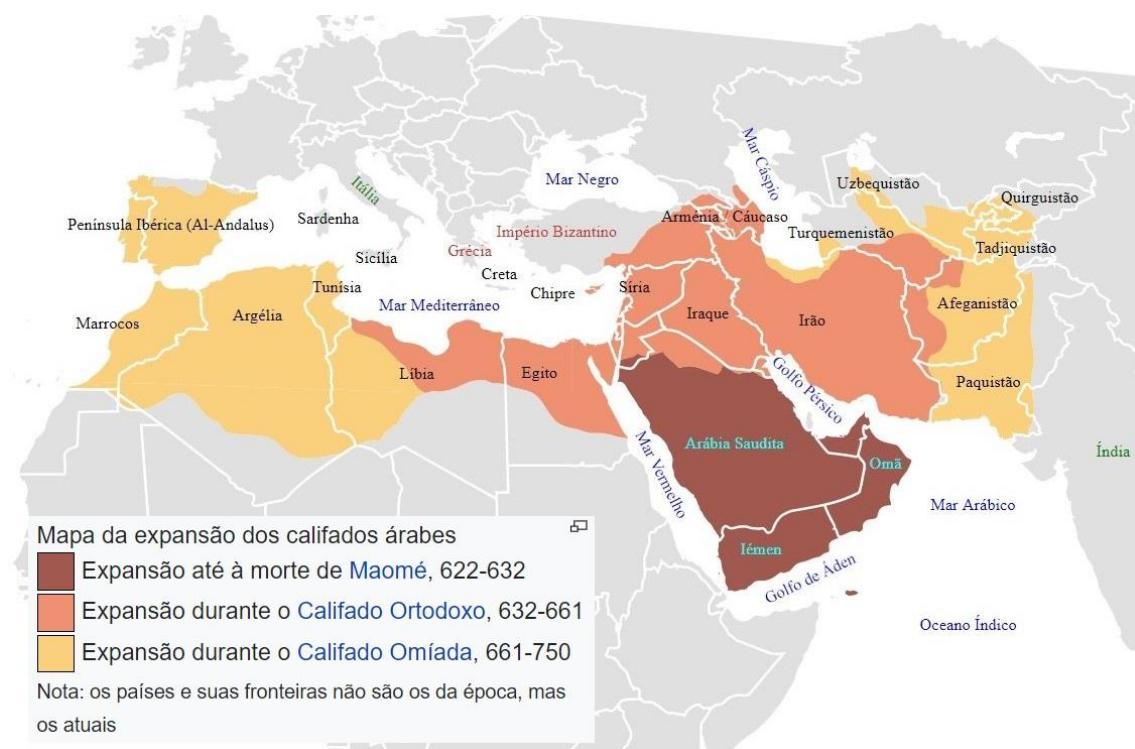 Mar Cáspio
Mar Negro
Uzbequistão
Quirguistão
Itália
Península Ibérica (Al-Andalus)
Sardenha
Império Bizantino
Arménia
Cáucaso
Turquemenistão
Tadjiquistão
Grécia
Sicília
Creta
Chipre
Síria
Tunísia
Mar Mediterrâneo
Marrocos
Argélia
Iraque
Irão
Afeganistão
Líbia
Egito
Golfo Pérsico
Paquistão
Mar Vermelho
Arábia Saudita
Omã
Índia
Mar Arábico
Iémen
Golfo de Áden
Oceano Índico
Mapa da expansão dos califados árabes
Expansão até à morte de Maomé, 622-632
Expansão durante o Califado Ortodoxo, 632-661
Expansão durante o Califado Omíada, 661-750
Nota: os países e suas fronteiras não são os da época, mas
os atuais